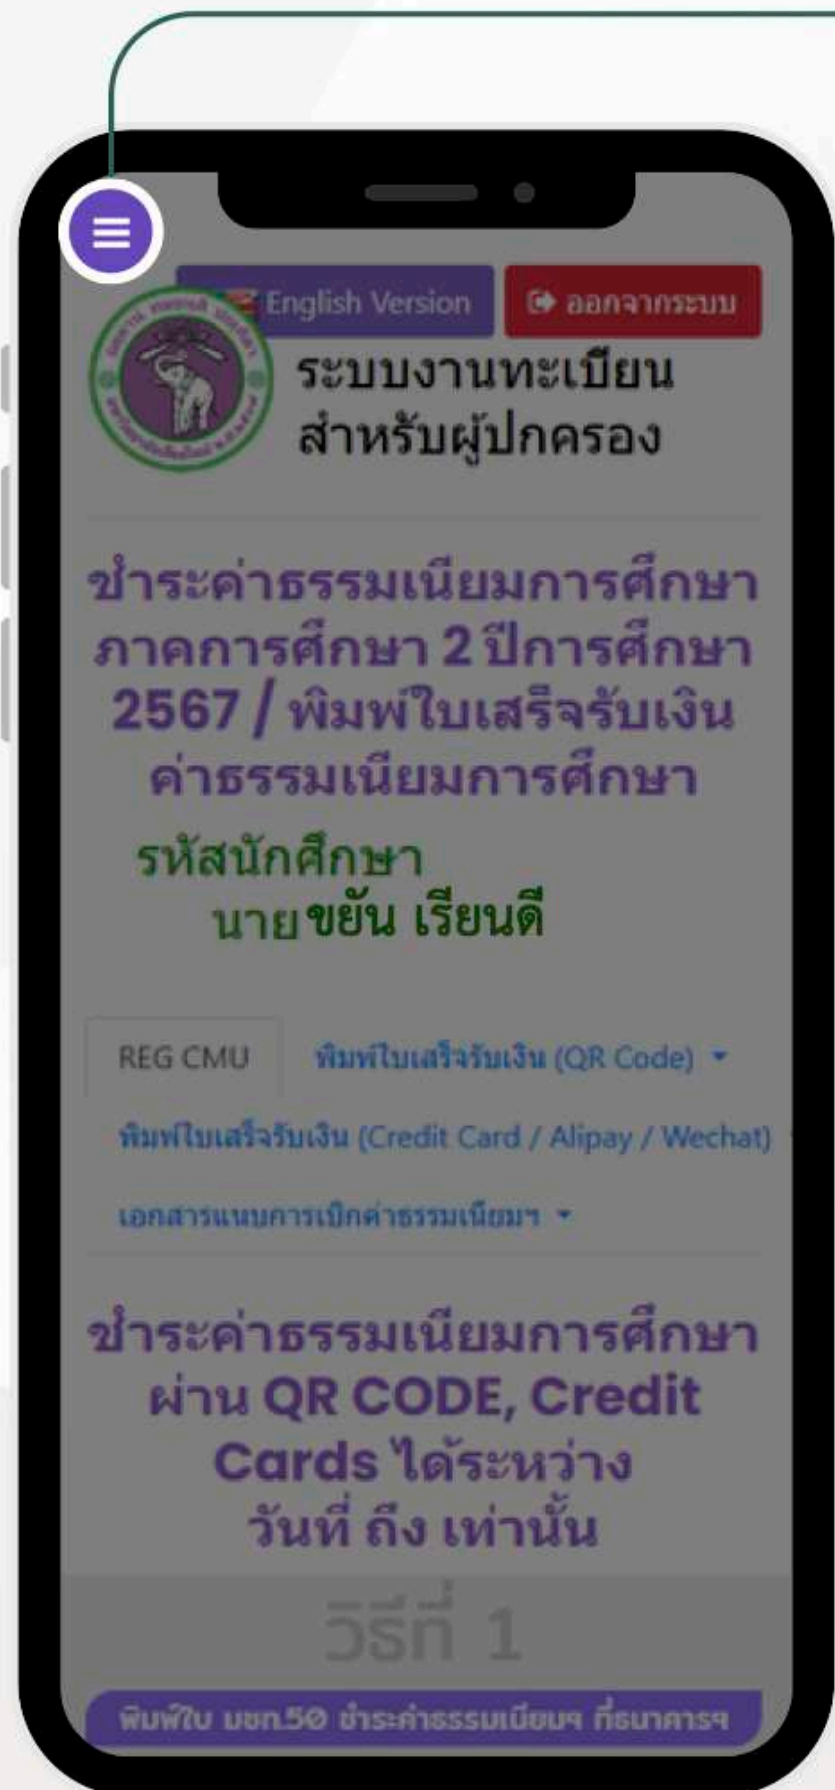 English Version
ออกจากระบบ
ระบบงานทะเบียน
สำหรับผู้ปกครอง
ชำระค่าธรรมเนียมการศึกษา
ภาคการศึกษา 2 ปีการศึกษา
2567 / พิมพ์ใบเสร็จรับเงิน
ค่าธรรมเนียมการศึกษา
รหัสนักศึกษา
นาย ขยัน เรียนดี
REG CMU
พิมพ์ใบเสร็จรับเงิน (QR Code)
พิมพ์ใบเสร็จรับเงิน (Credit Card / Alipay / Wechat)
เอกสารแนบการเบิกค่าธรรมเนียมฯ
ชำระค่าธรรมเนียมการศึกษา
ผ่าน QR CODE, Credit
Cards ได้ระหว่าง
วันที่ ถึง เท่านั้น
วิธีที่ 1
พิมพ์ใบ มชท.50 ชำระค่าธรรมเนียมฯ ที่ธนาคารฯ